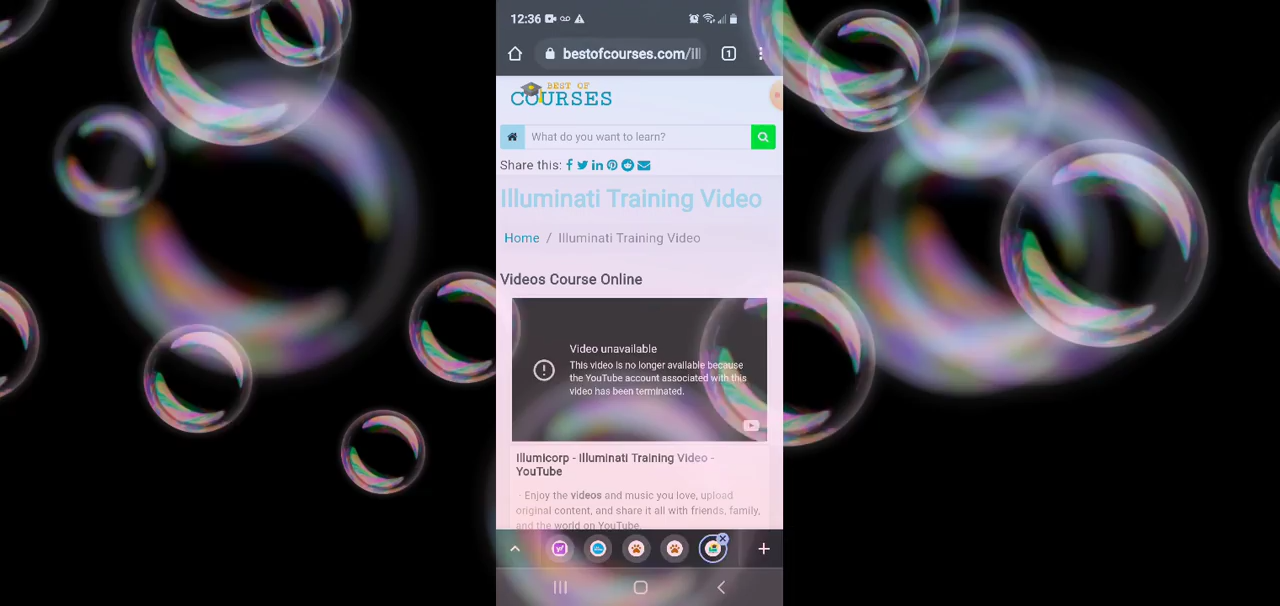 12:36
bestofcourses.com/Ill
1
BEST OF
COURSES
What do you want to learn?
Share this:
Illuminati Training Video
Home / Illuminati Training Video
Videos Course Online
Video unavailable
This video is no longer available because
the YouTube account associated with this
video has been terminated.
Illumicorp - Illuminati Training Video -
YouTube
· Enjoy the videos and music you love, upload
original content, and share it all with friends, family,
and the world on YouTube.